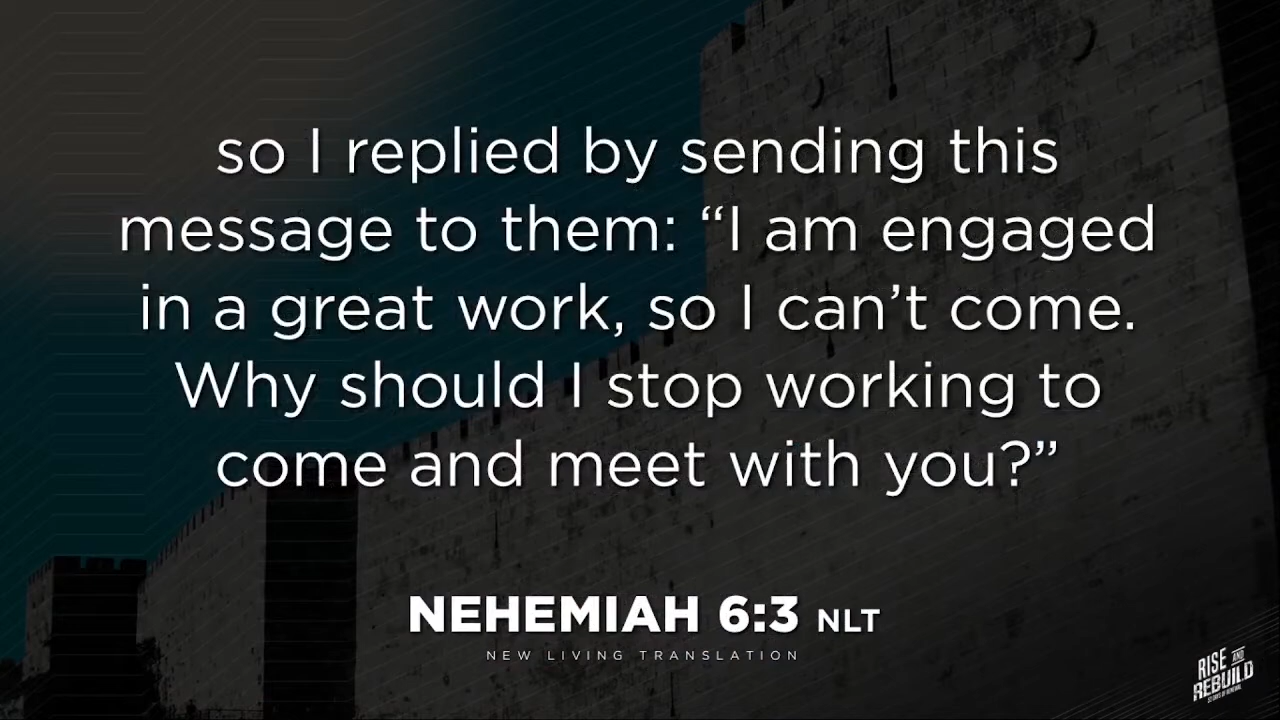 so I replied by sending this
message to them: “I am engaged
in a great work, so I can’t come.
Why should I stop working to
come and meet with you?”
NEHEMIAH 6:3 NLT
NEW LIVING TRANSLATION
RISE AND
REBUILD